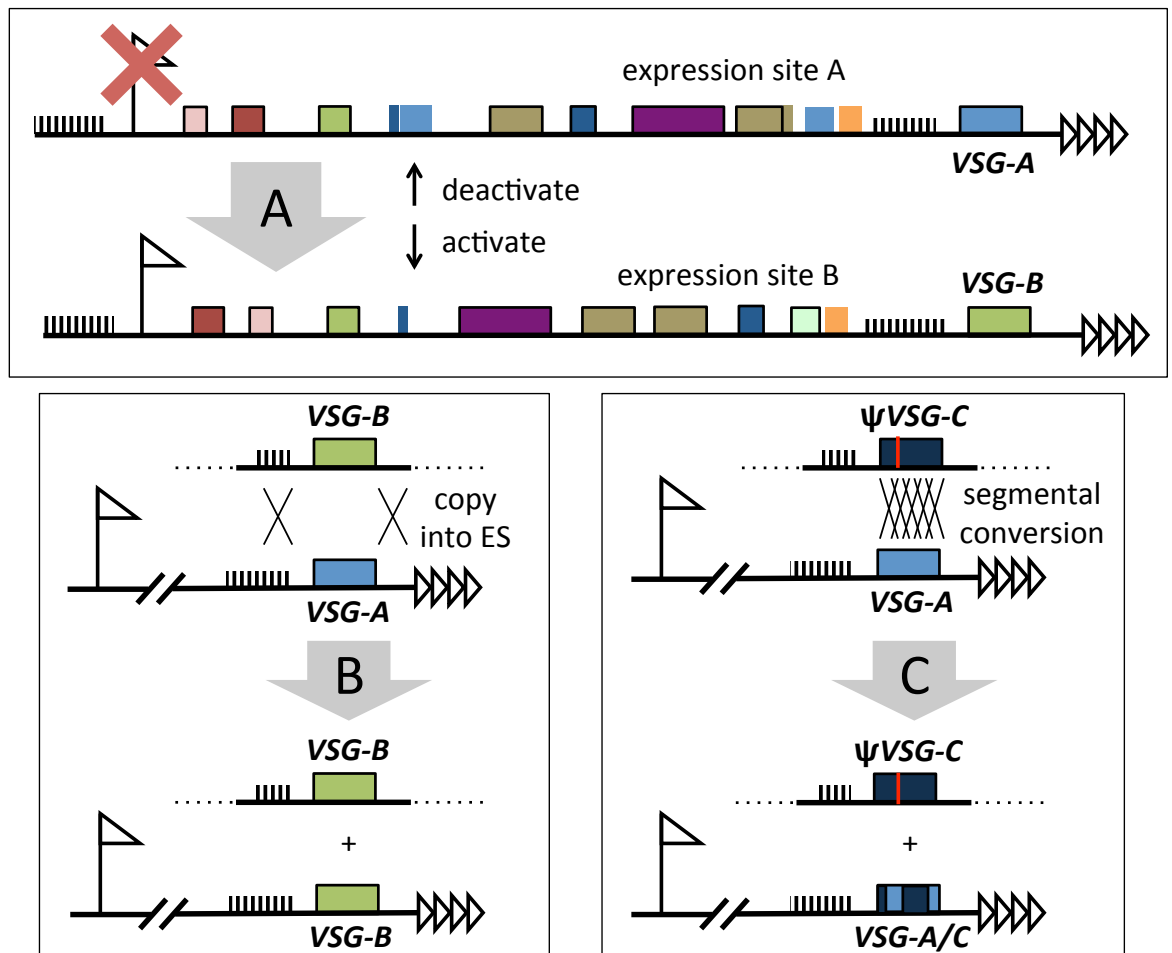 expression site A
VSG-A
A
deactivate
activate
expression site B
VSG-B
VSG-B
copy
into ES
VSG-A
B
VSG-B
+
VSG-B
ψVSG-C
segmental
conversion
VSG-A
C
ψVSG-C
+
VSG-A/C